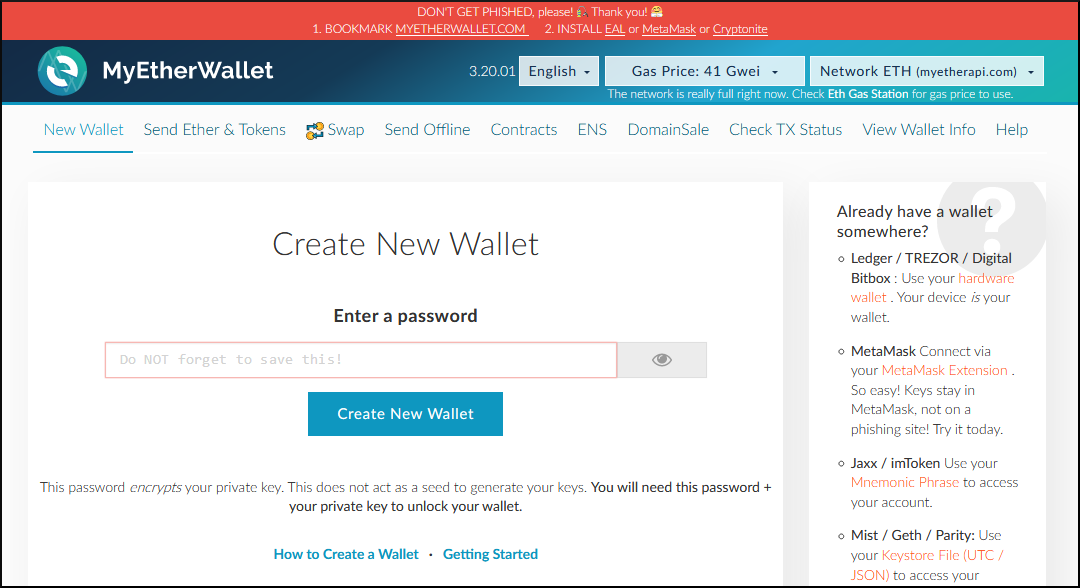 DON'T GET PHISHED, please! Thank you!
1. BOOKMARK MYETHERWALLET.COM 2. INSTALL EAL or MetaMask or Cryptonite
MyEtherWallet
3.20.01 English Gas Price: 41 Gwei Network ETH (myetherapi.com)
The network is really full right now. Check Eth Gas Station for gas price to use.
New Wallet Send Ether & Tokens Swap Send Offline Contracts ENS DomainSale Check TX Status View Wallet Info Help
Create New Wallet
Enter a password
Do NOT forget to save this!
Create New Wallet
This password encrypts your private key. This does not act as a seed to generate your keys. You will need this password +
your private key to unlock your wallet.
How to Create a Wallet · Getting Started
Already have a wallet
somewhere?
?
Ledger / TREZOR / Digital
Bitbox : Use your hardware
wallet . Your device is your
wallet.
MetaMask Connect via
your MetaMask Extension .
So easy! Keys stay in
MetaMask, not on a
phishing site! Try it today.
Jaxx / imToken Use your
Mnemonic Phrase to access
your account.
Mist / Geth / Parity: Use
your Keystore File (UTC /
JSON) to access your